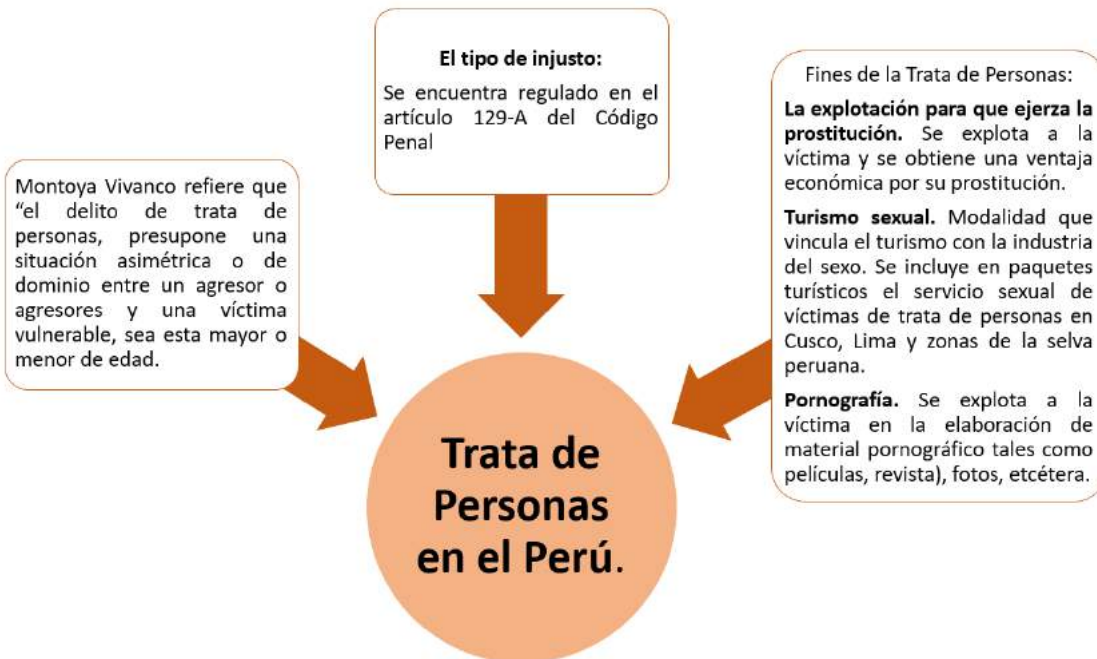 El tipo de injusto:
Se encuentra regulado en el
artículo 129-A del Código
Penal
Montoya Vivanco refiere que
“el delito de trata de
personas, presupone una
situación asimétrica o de
dominio entre un agresor o
agresores y una víctima
vulnerable, sea esta mayor o
menor de edad.
Fines de la Trata de Personas:
La explotación para que ejerza la
prostitución. Se explota a la
víctima y se obtiene una ventaja
económica por su prostitución.
Turismo sexual. Modalidad que
vincula el turismo con la industria
del sexo. Se incluye en paquetes
turísticos el servicio sexual de
víctimas de trata de personas en
Cusco, Lima y zonas de la selva
peruana.
Pornografía. Se explota a la
víctima en la elaboración de
material pornográfico tales como
películas, revista), fotos, etcétera.
Trata de
Personas
en el Perú.